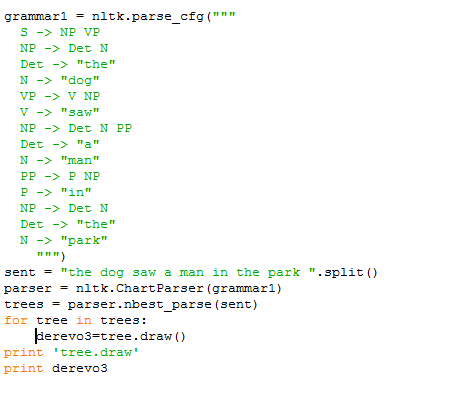 grammar1 = nltk.parse_cfg("""
  S -> NP VP
  NP -> Det N
  Det -> "the"
  N -> "dog"
  VP -> V NP
  V -> "saw"
  NP -> Det N PP
  Det -> "a"
  N -> "man"
  PP -> P NP
  P -> "in"
  NP -> Det N
  Det -> "the"
  N -> "park"
    """)
sent = "the dog saw a man in the park ".split()
parser = nltk.ChartParser(grammar1)
trees = parser.nbest_parse(sent)
for tree in trees:
    derevo3=tree.draw()
print 'tree.draw'
print derevo3